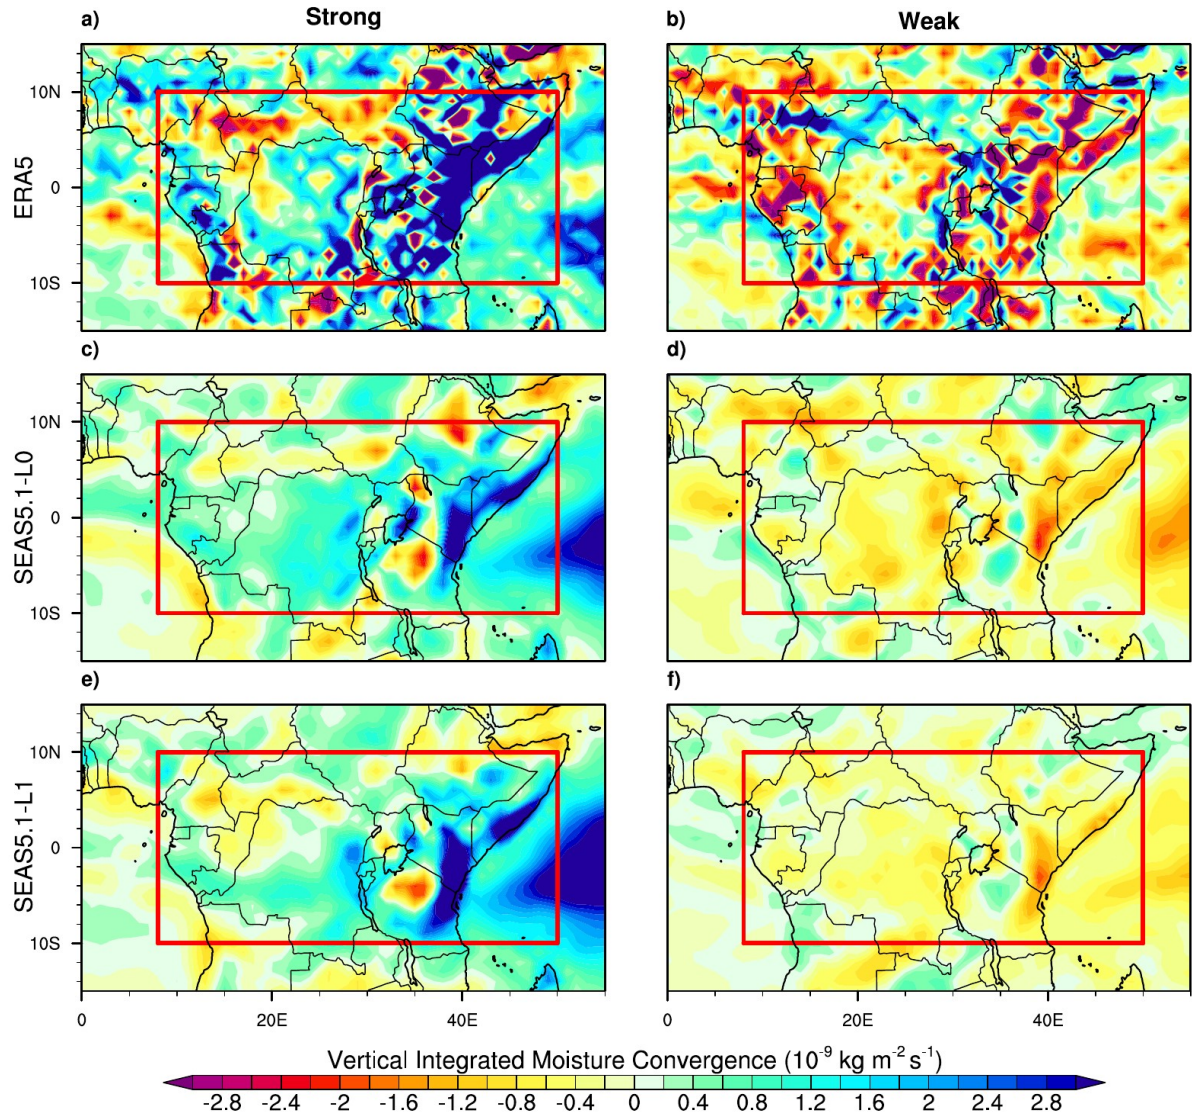 a) Strong b) Weak
10N
ERA5 0
10S
c) d)
10N
SEAS5.1-L0 0
10S
e) f)
10N
SEAS5.1-L1 0
10S
0 20E 40E 0 20E 40E
Vertical Integrated Moisture Convergence (10⁻⁹ kg m⁻² s⁻¹)
-2.8 -2.4 -2 -1.6 -1.2 -0.8 -0.4 0 0.4 0.8 1.2 1.6 2 2.4 2.8